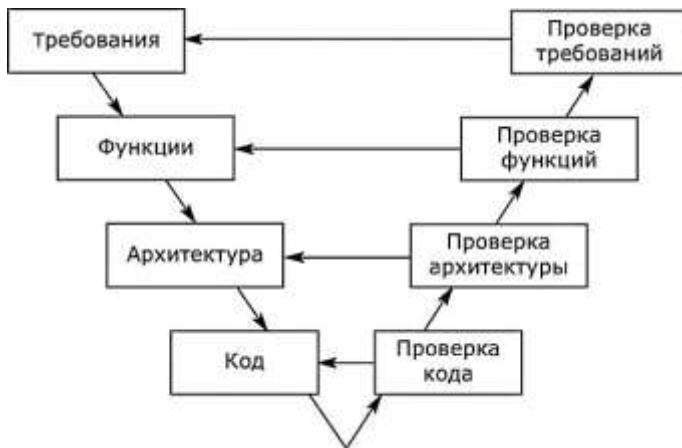 Требования
Проверка
требований
Функции
Проверка
функций
Архитектура
Проверка
архитектуры
Код
Проверка
кода